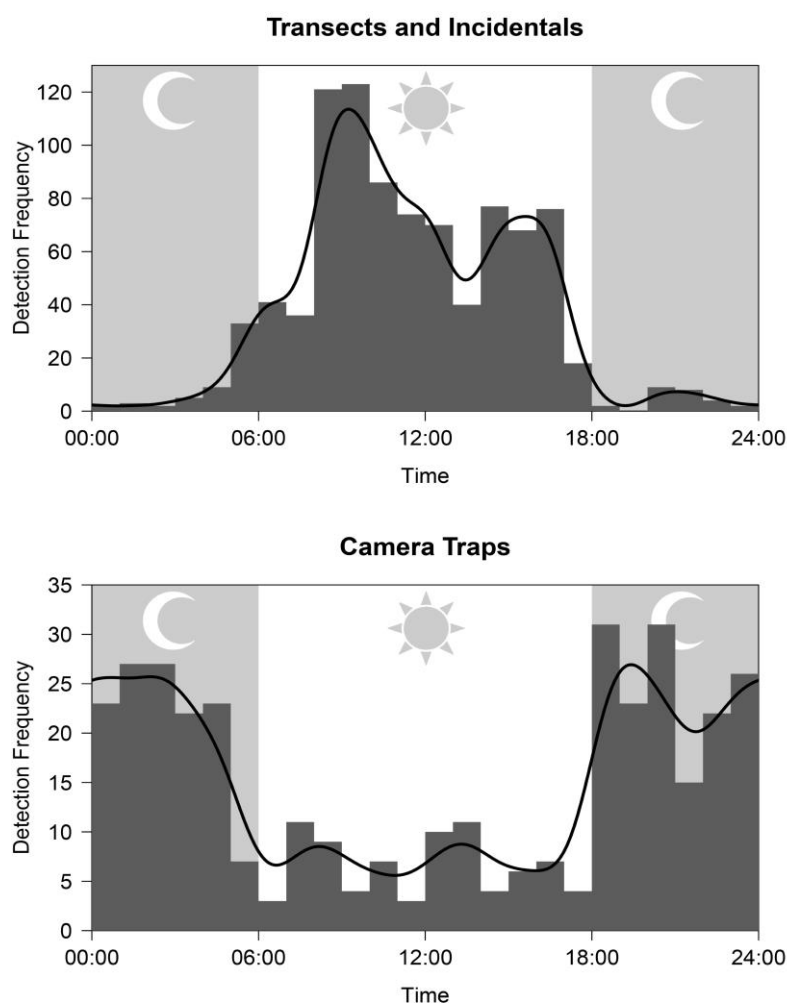 Transects and Incidentals
120
100
80
60
40
20
0
Detection Frequency
00:00 06:00 12:00 18:00 24:00
Time
Camera Traps
35
30
25
20
15
10
5
0
Detection Frequency
00:00 06:00 12:00 18:00 24:00
Time